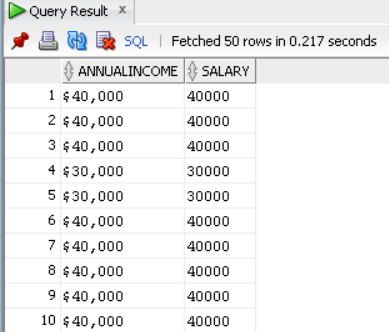 Query Result x
SQL | Fetched 50 rows in 0.217 seconds
ANNUALINCOME SALARY
1 $40,000 40000
2 $40,000 40000
3 $40,000 40000
4 $30,000 30000
5 $30,000 30000
6 $40,000 40000
7 $40,000 40000
8 $40,000 40000
9 $40,000 40000
10 $40,000 40000